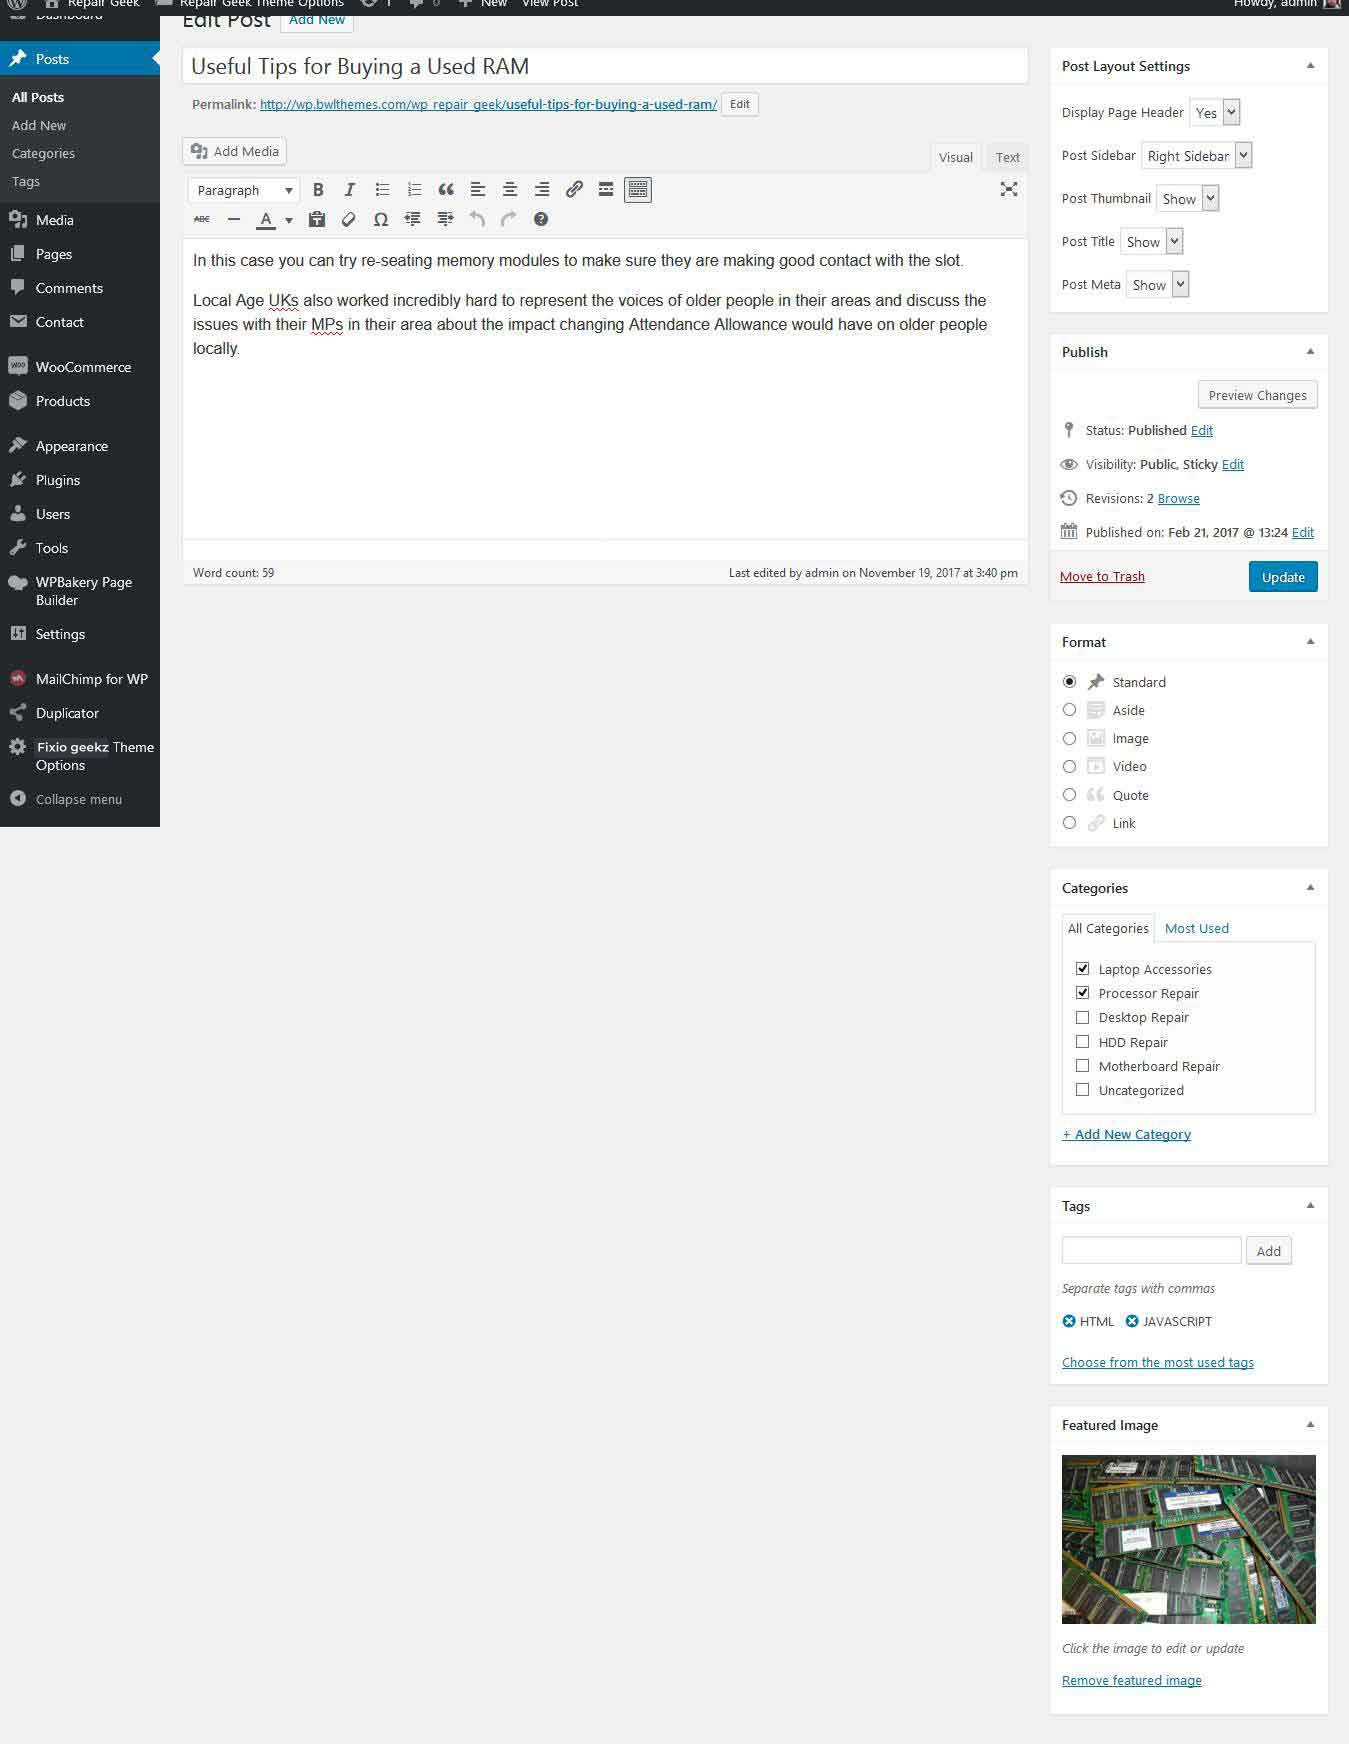 Repair Geek Repair Geek Theme Options 1 0 New View Post Howdy, admin
Dashboard
Posts
All Posts
Add New
Categories
Tags
Media
Pages
Comments
Contact
WooCommerce
Products
Appearance
Plugins
Users
Tools
WPBakery Page
Builder
Settings
MailChimp for WP
Duplicator
Fixio geekz Theme
Options
Collapse menu
Edit Post Add New
Useful Tips for Buying a Used RAM
Permalink: http://wp.bwlthemes.com/wp_repair_geek/useful-tips-for-buying-a-used-ram/ Edit
Add Media
Visual Text
Paragraph
B I
ABC A Ω
In this case you can try re-seating memory modules to make sure they are making good contact with the slot.
Local Age UKs also worked incredibly hard to represent the voices of older people in their areas and discuss the
issues with their MPs in their area about the impact changing Attendance Allowance would have on older people
locally.
Word count: 59 Last edited by admin on November 19, 2017 at 3:40 pm
Post Layout Settings
Display Page Header Yes
Post Sidebar Right Sidebar
Post Thumbnail Show
Post Title Show
Post Meta Show
Publish
Preview Changes
Status: Published Edit
Visibility: Public, Sticky Edit
Revisions: 2 Browse
Published on: Feb 21, 2017 @ 13:24 Edit
Move to Trash Update
Format
Standard
Aside
Image
Video
Quote
Link
Categories
All Categories Most Used
Laptop Accessories
Processor Repair
Desktop Repair
HDD Repair
Motherboard Repair
Uncategorized
+ Add New Category
Tags
Add
Separate tags with commas
HTML JAVASCRIPT
Choose from the most used tags
Featured Image
Click the image to edit or update
Remove featured image